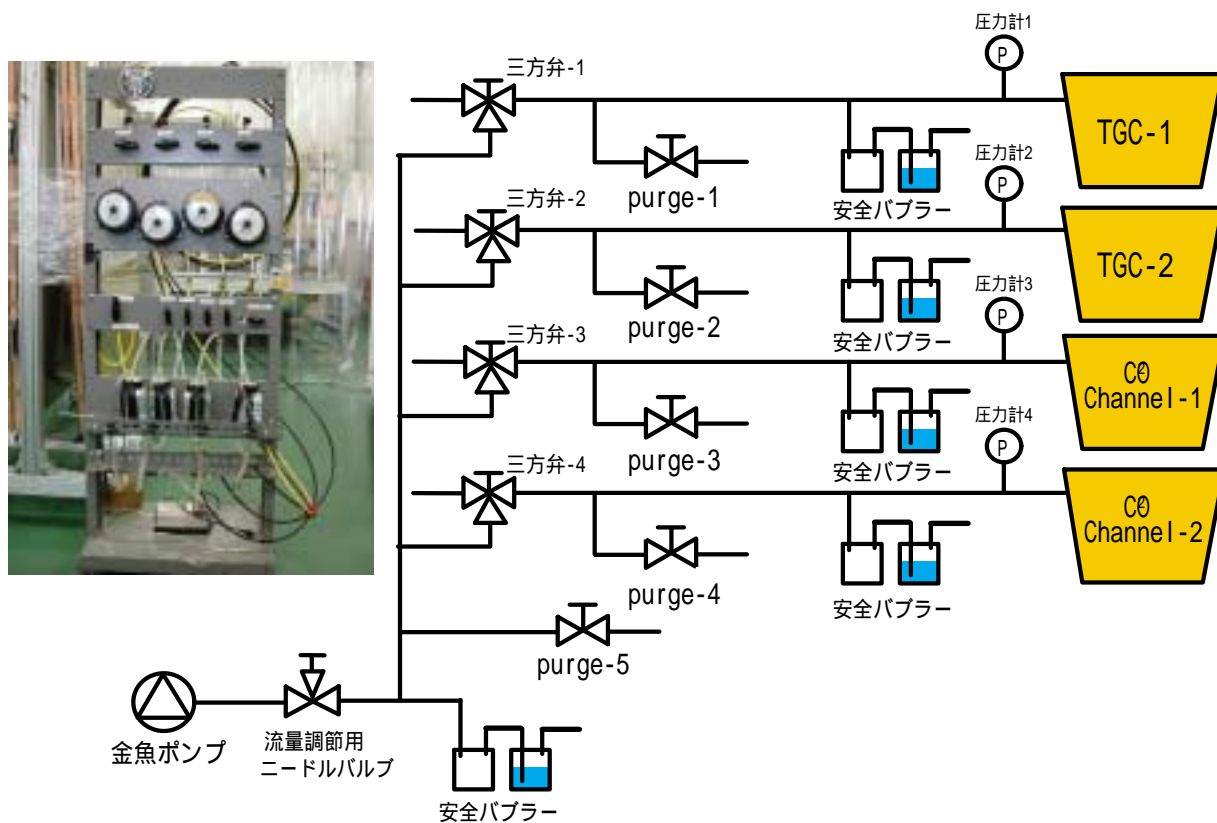 圧力計1
P
三方弁-1
TGC-1
purge-1
安全バブラー
圧力計2
P
三方弁-2
TGC-2
purge-2
安全バブラー
圧力計3
P
三方弁-3
CO2
Channel-1
purge-3
安全バブラー
圧力計4
P
三方弁-4
CO2
Channel-2
purge-4
安全バブラー
purge-5
金魚ポンプ
流量調節用
ニードルバルブ
安全バブラー